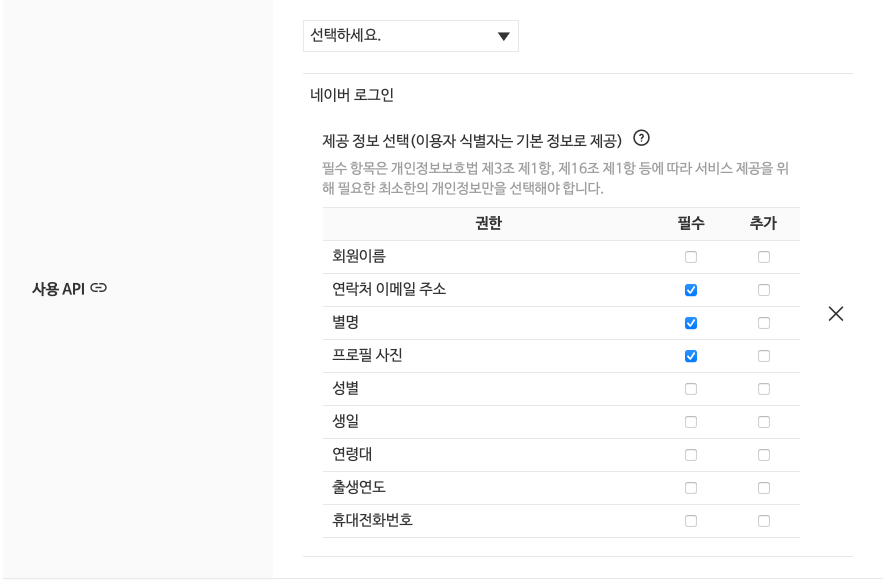 선택하세요.
네이버 로그인
제공 정보 선택(이용자 식별자는 기본 정보로 제공)
필수 항목은 개인정보보호법 제3조 제1항, 제16조 제1항 등에 따라 서비스 제공을 위
해 필요한 최소한의 개인정보만을 선택해야 합니다.
권한 필수 추가
회원이름
연락처 이메일 주소
별명
프로필 사진
성별
생일
연령대
출생연도
휴대전화번호
사용 API